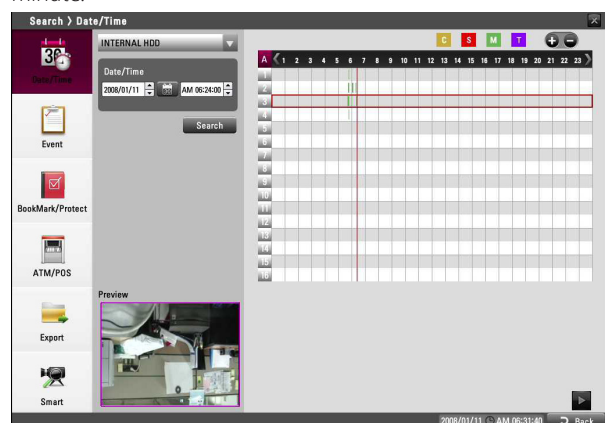 minute.
Search > Date/Time
36
Date/Time
Event
BookMark/Protect
ATM/POS
Export
Smart
INTERNAL HDD
Date/Time
2008/01/11 AM 06:24:00
Search
Preview
C S M T
A 1 2 3 4 5 6 7 8 9 10 11 12 13 14 15 16 17 18 19 20 21 22 23
1
2
3
4
5
6
7
8
9
10
11
12
13
14
15
16
2008/01/11 AM 06:31:40 Back